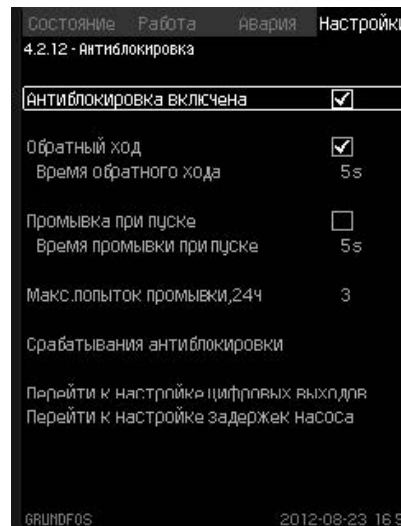 Состояние Работа Авария Настройки
4.2.12 - Антиблокировка
Антиблокировка включена
Обратный ход
Время обратного хода 5s
Промывка при пуске
Время промывки при пуске 5s
Макс.попыток промывки,24ч 3
Срабатывания антиблокировки
Перейти к настройке цифровых выходов
Перейти к настройке задержек насоса
GRUNDFOS 2012-08-23